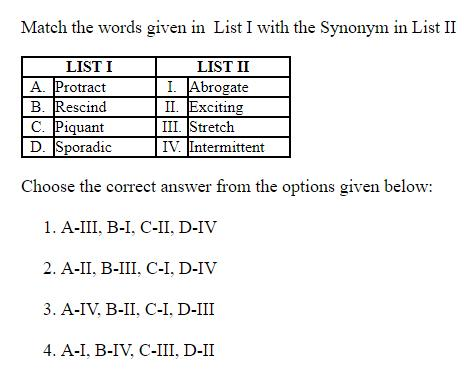 Match the words given in List I with the Synonym in List II
LIST I LIST II
A. Protract I. Abrogate
B. Rescind II. Exciting
C. Piquant III. Stretch
D. Sporadic IV. Intermittent
Choose the correct answer from the options given below:
1. A-III, B-I, C-II, D-IV
2. A-II, B-III, C-I, D-IV
3. A-IV, B-II, C-I, D-III
4. A-I, B-IV, C-III, D-II